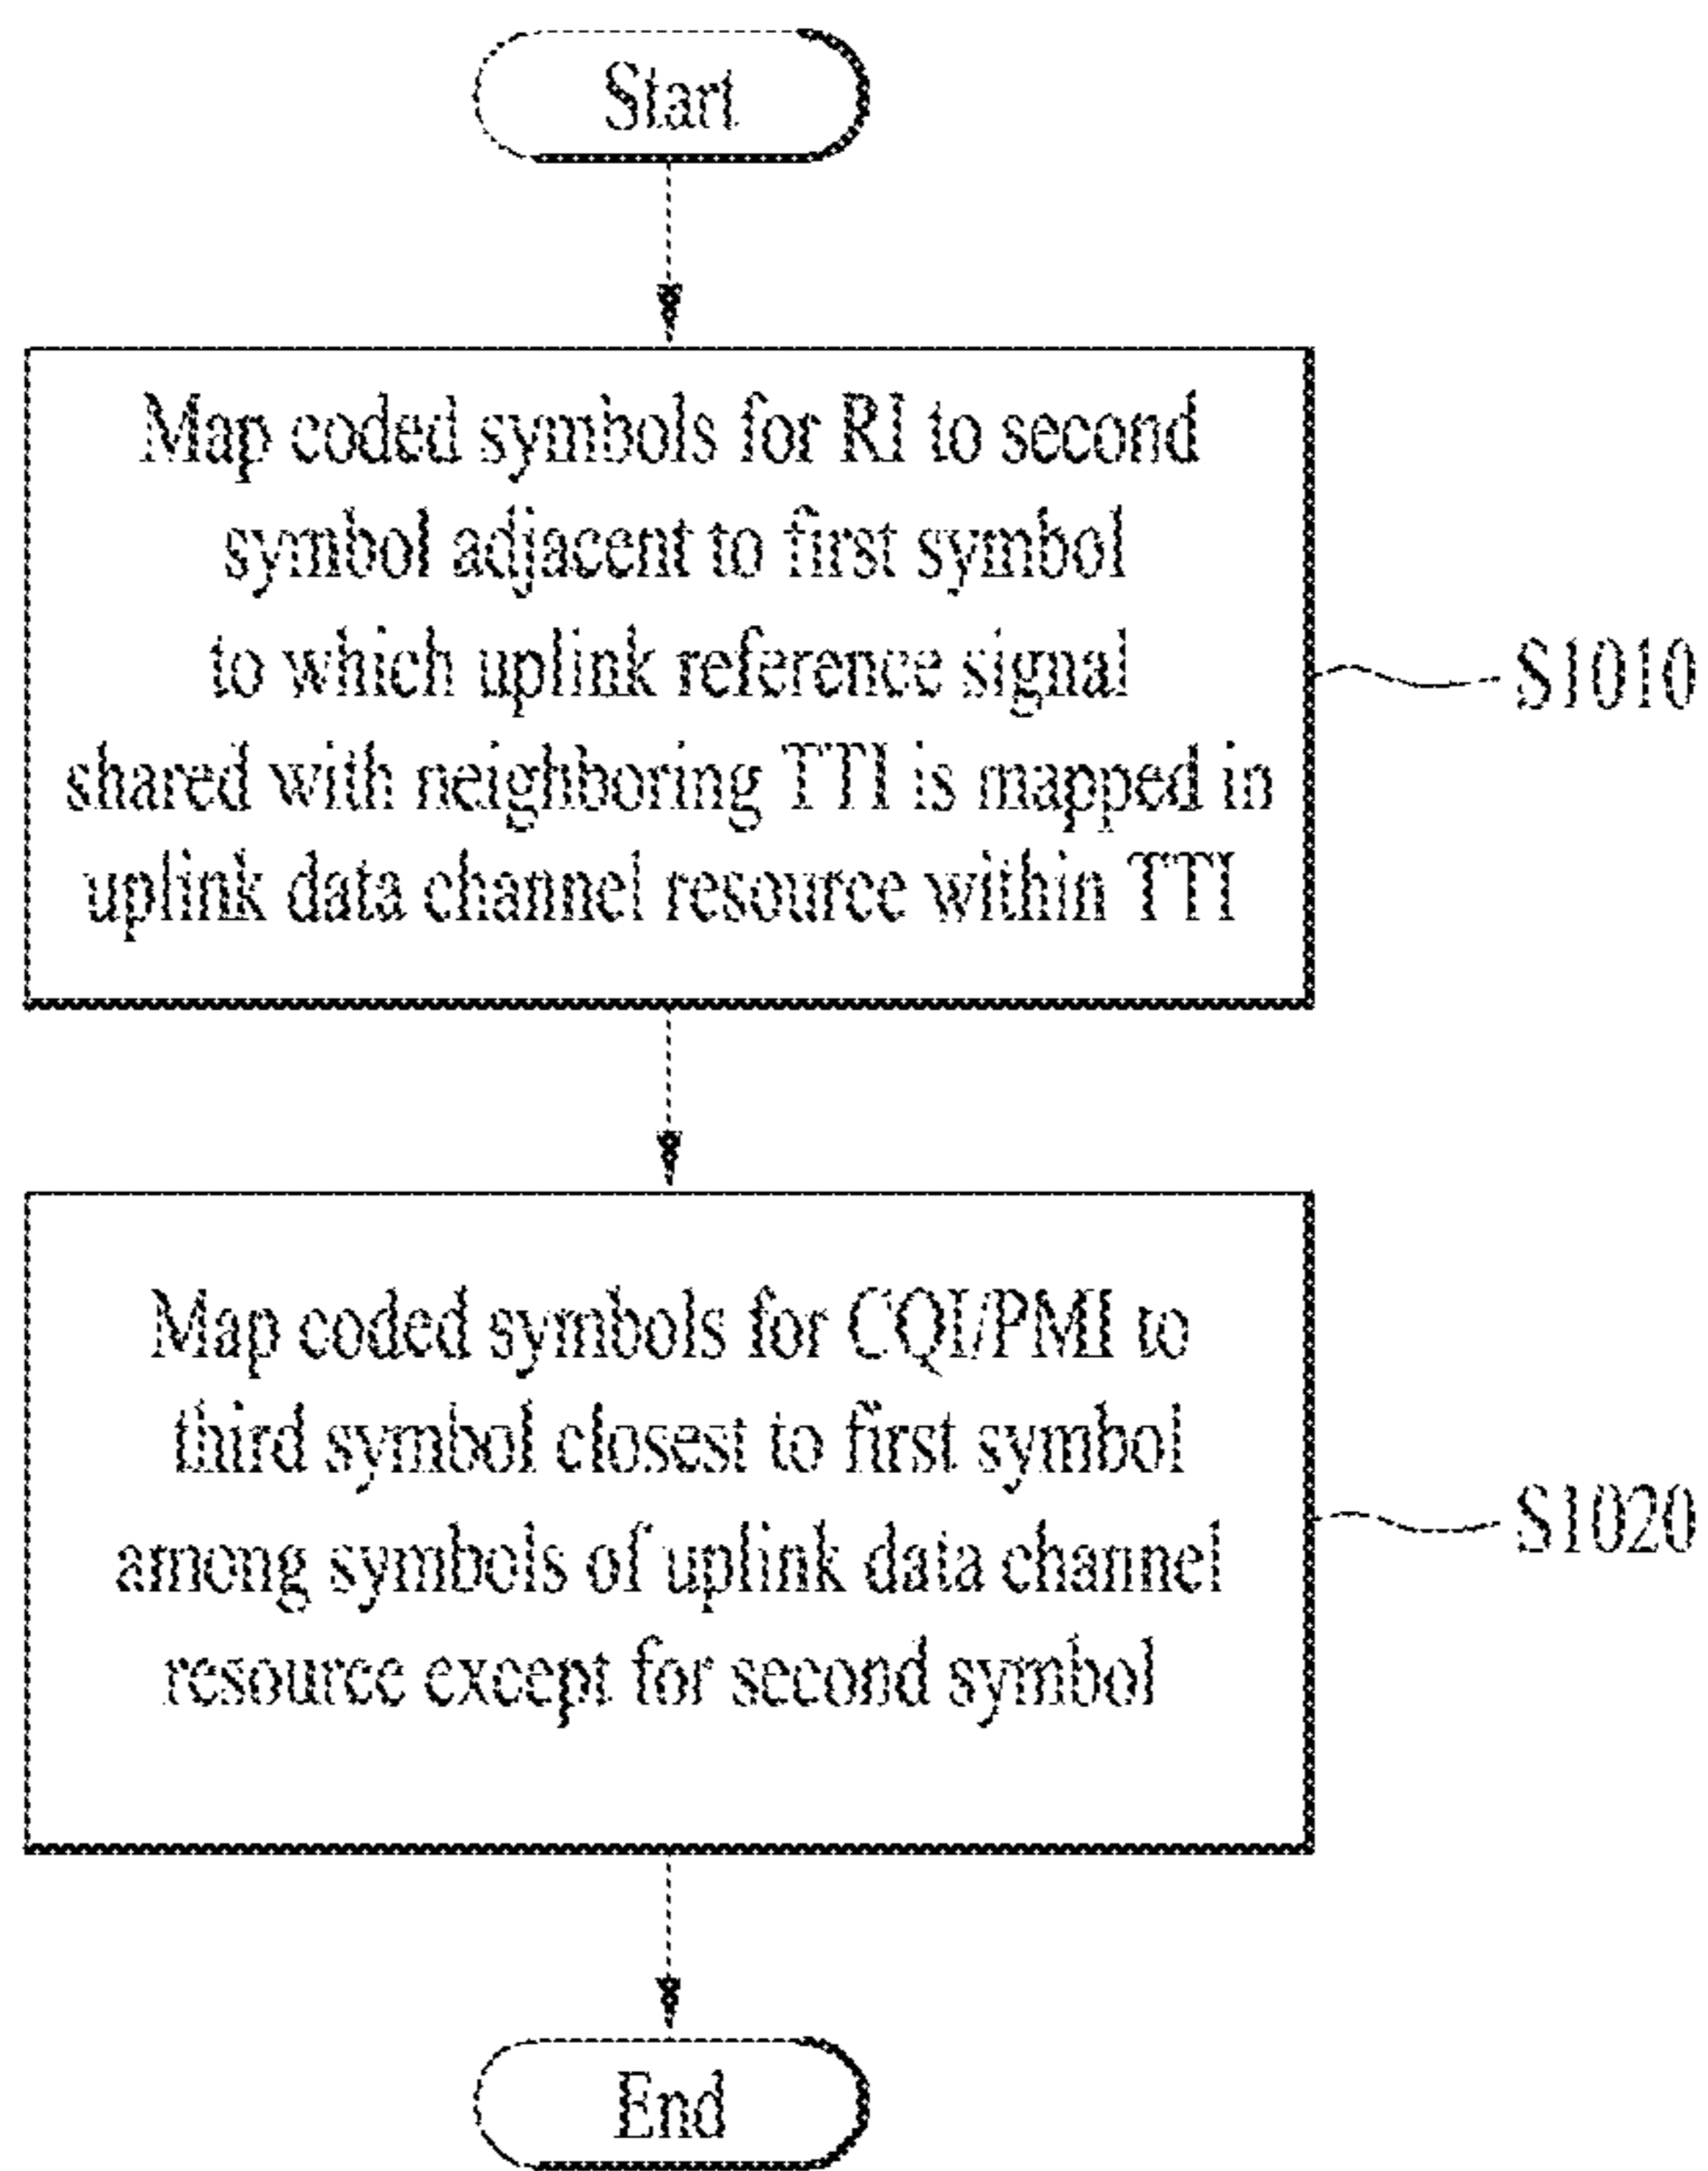 Start
Map coded symbols for RI to second
symbol adjacent to first symbol
to which uplink reference signal
shared with neighboring TTI is mapped in
uplink data channel resource within TTI
S1010
Map coded symbols for CQI/PMI to
third symbol closest to first symbol
among symbols of uplink data channel
resource except for second symbol
S1020
End